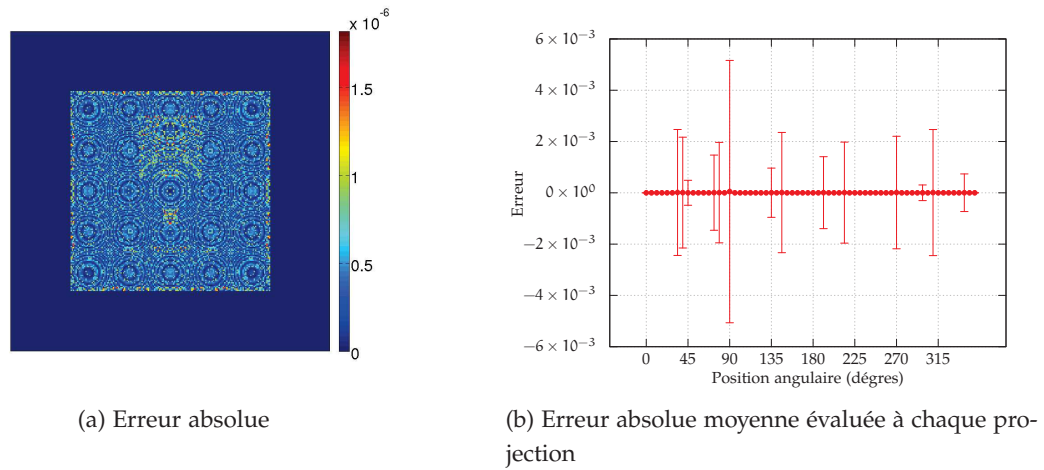 x 10⁻⁶
1.5
1
0.5
0
(a) Erreur absolue
6 × 10⁻³
4 × 10⁻³
2 × 10⁻³
0 × 10⁰
−2 × 10⁻³
−4 × 10⁻³
−6 × 10⁻³
Erreur
0 45 90 135 180 225 270 315
Position angulaire (dégres)
(b) Erreur absolue moyenne évaluée à chaque pro-
jection